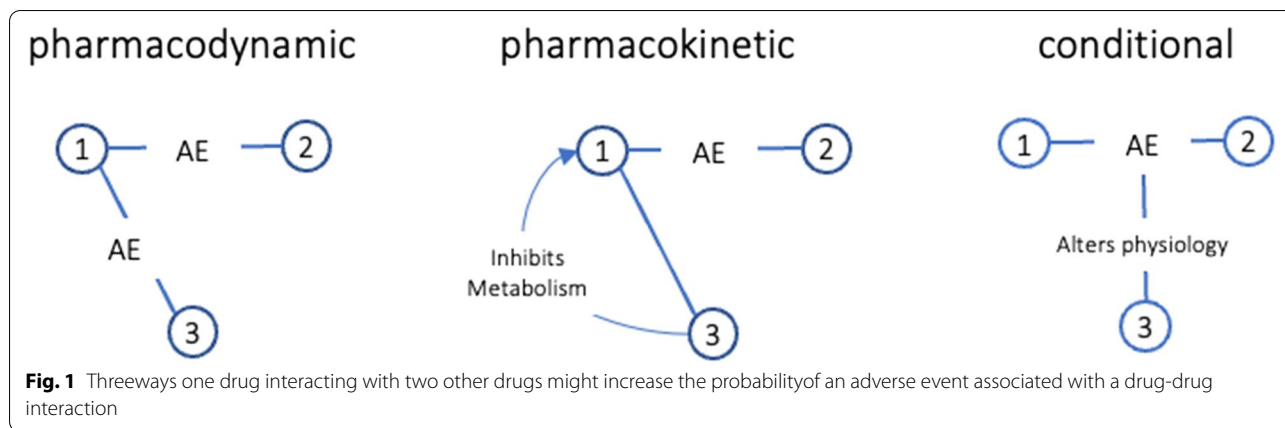 pharmacodynamic
pharmacokinetic
conditional
1
AE
2
AE
3
1
AE
2
Inhibits
Metabolism
3
1
AE
2
Alters physiology
3
Fig. 1 Threeways one drug interacting with two other drugs might increase the probabilityof an adverse event associated with a drug-drug
interaction